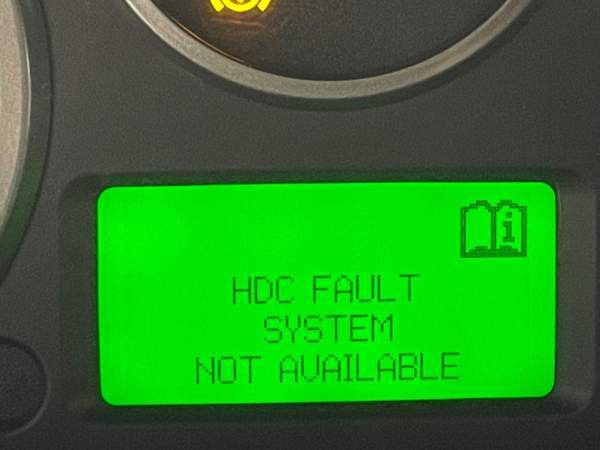 HDC FAULT
SYSTEM
NOT AVAILABLE